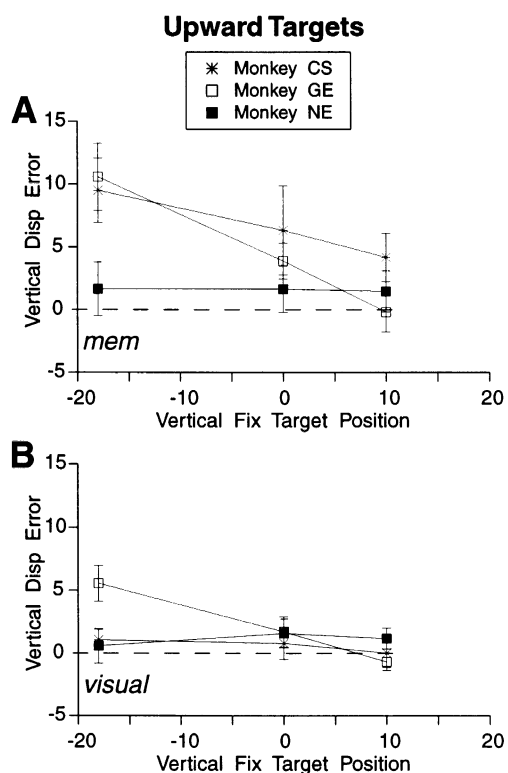 Upward Targets
Monkey CS
Monkey GE
Monkey NE
A
15
10
5
0
-5
Vertical Disp Error
mem
-20 -10 0 10 20
Vertical Fix Target Position
B
15
10
5
0
-5
Vertical Disp Error
visual
-20 -10 0 10 20
Vertical Fix Target Position